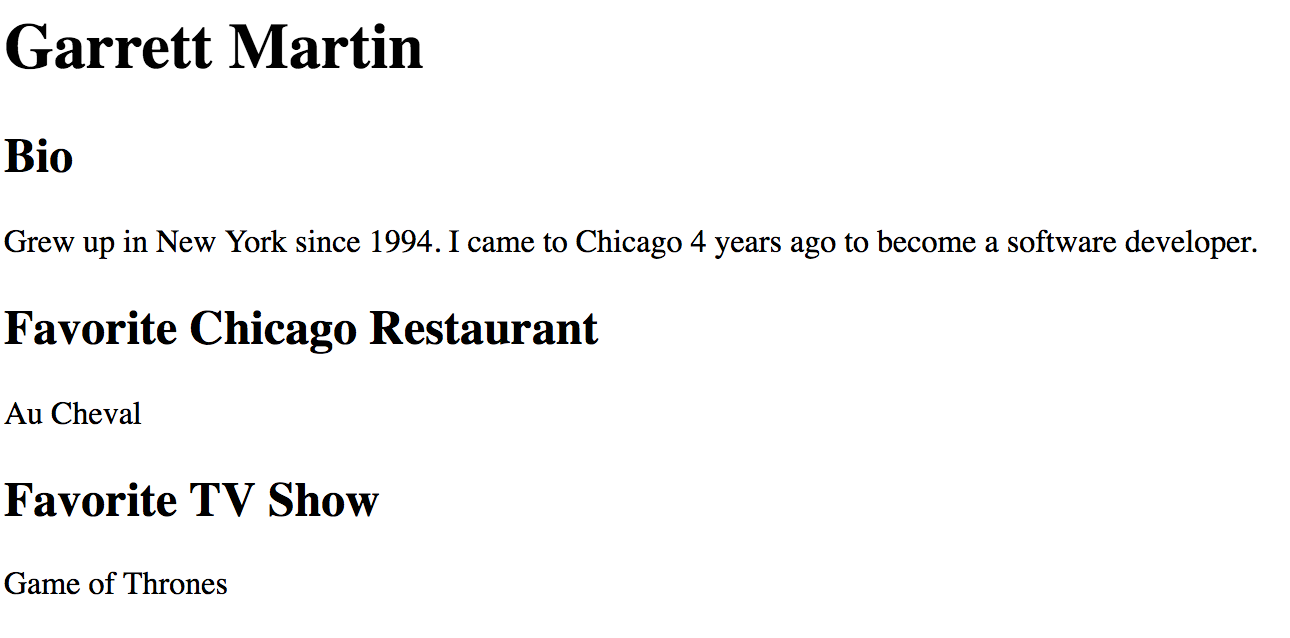 Garrett Martin
Bio
Grew up in New York since 1994. I came to Chicago 4 years ago to become a software developer.
Favorite Chicago Restaurant
Au Cheval
Favorite TV Show
Game of Thrones